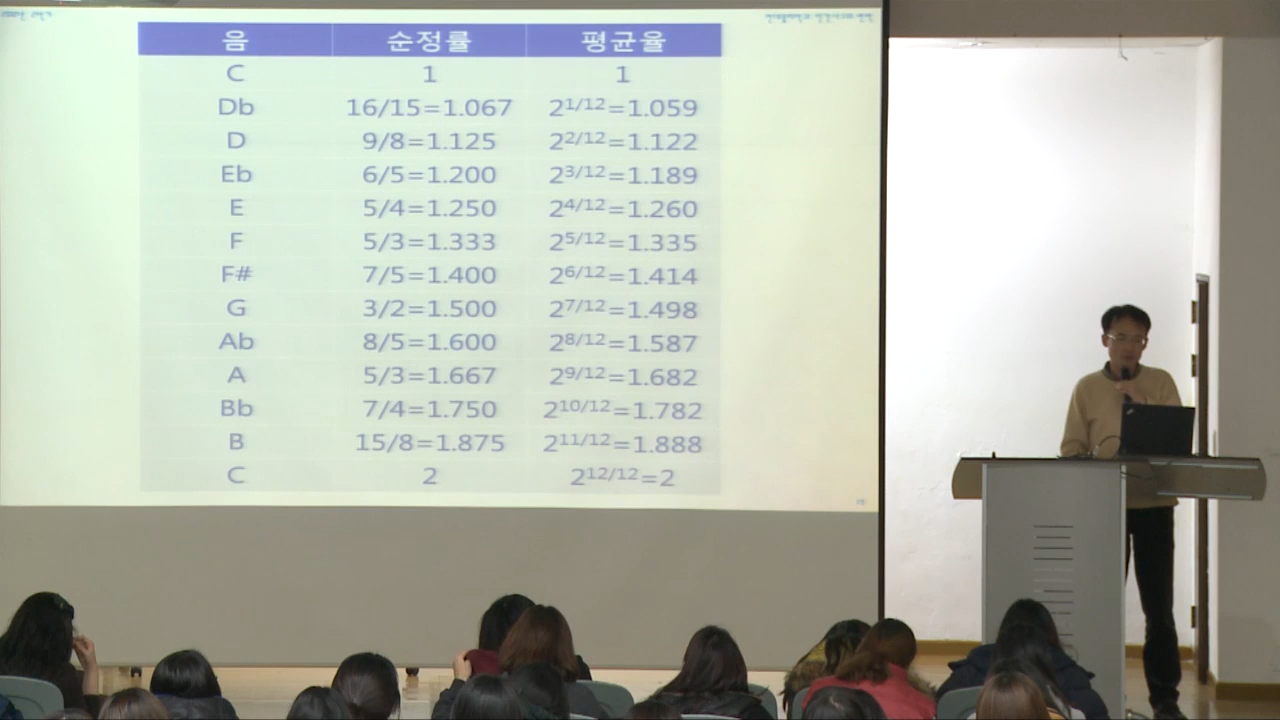 음 순정률 평균율
C 1 1
Db 16/15=1.067 2^1/12=1.059
D 9/8=1.125 2^2/12=1.122
Eb 6/5=1.200 2^3/12=1.189
E 5/4=1.250 2^4/12=1.260
F 5/3=1.333 2^5/12=1.335
F# 7/5=1.400 2^6/12=1.414
G 3/2=1.500 2^7/12=1.498
Ab 8/5=1.600 2^8/12=1.587
A 5/3=1.667 2^9/12=1.682
Bb 7/4=1.750 2^10/12=1.782
B 15/8=1.875 2^11/12=1.888
C 2 2^12/12=2